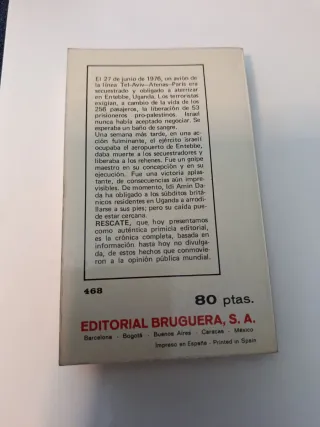 El 27 de junio de 1976, un avión de
la línea Tel-Aviv-Atenas-París era
secuestrado y obligado a aterrizar
en Entebbe, Uganda. Los terroristas
exigían, a cambio de la vida de los
256 pasajeros, la liberación de 53
prisioneros pro-palestinos. Israel
nunca había aceptado negociar. Se
esperaba un baño de sangre.
Una semana más tarde, en una ac-
ción fulminante, el ejército israelí
ocupaba el aeropuerto de Entebbe,
daba muerte a los secuestradores y
liberaba a los rehenes. Fue un golpe
maestro en su concepción y en su
ejecución. Fue una victoria aplas-
tante, de consecuencias aún impre-
visibles. De momento, Idi Amin Da-
da ha obligado a los súbditos britá-
nicos residentes en Uganda a arrodi-
llarse a sus pies; pero su caída pue-
de estar cercana.
RESCATE, que hoy presentamos
como auténtica primicia editorial,
es la crónica completa, basada en
información hasta hoy no divulga-
da, de estos hechos que conmovie-
ron a la opinión pública mundial.
468
80 ptas.
EDITORIAL BRUGUERA, S. A.
Barcelona - Bogotá - Buenos Aires - Caracas - México
Impreso en España - Printed in Spain